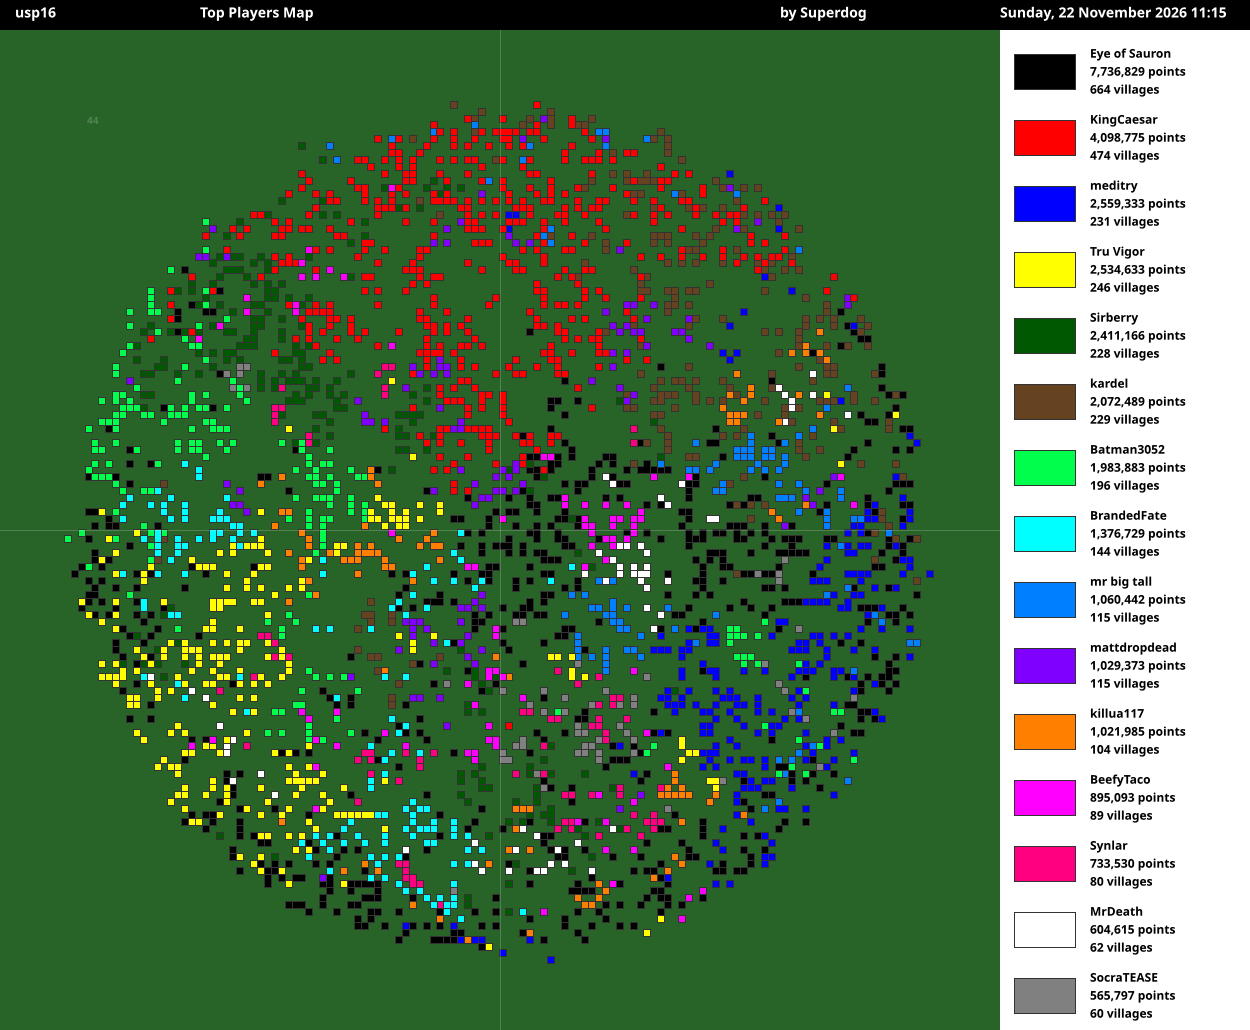 usp16 Top Players Map by Superdog Sunday, 22 November 2026 11:15
44
Eye of Sauron
7,736,829 points
664 villages
KingCaesar
4,098,775 points
474 villages
meditry
2,559,333 points
231 villages
Tru Vigor
2,534,633 points
246 villages
Sirberry
2,411,166 points
228 villages
kardel
2,072,489 points
229 villages
Batman3052
1,983,883 points
196 villages
BrandedFate
1,376,729 points
144 villages
mr big tall
1,060,442 points
115 villages
mattdropdead
1,029,373 points
115 villages
killua117
1,021,985 points
104 villages
BeefyTaco
895,093 points
89 villages
Synlar
733,530 points
80 villages
MrDeath
604,615 points
62 villages
SocraTEASE
565,797 points
60 villages